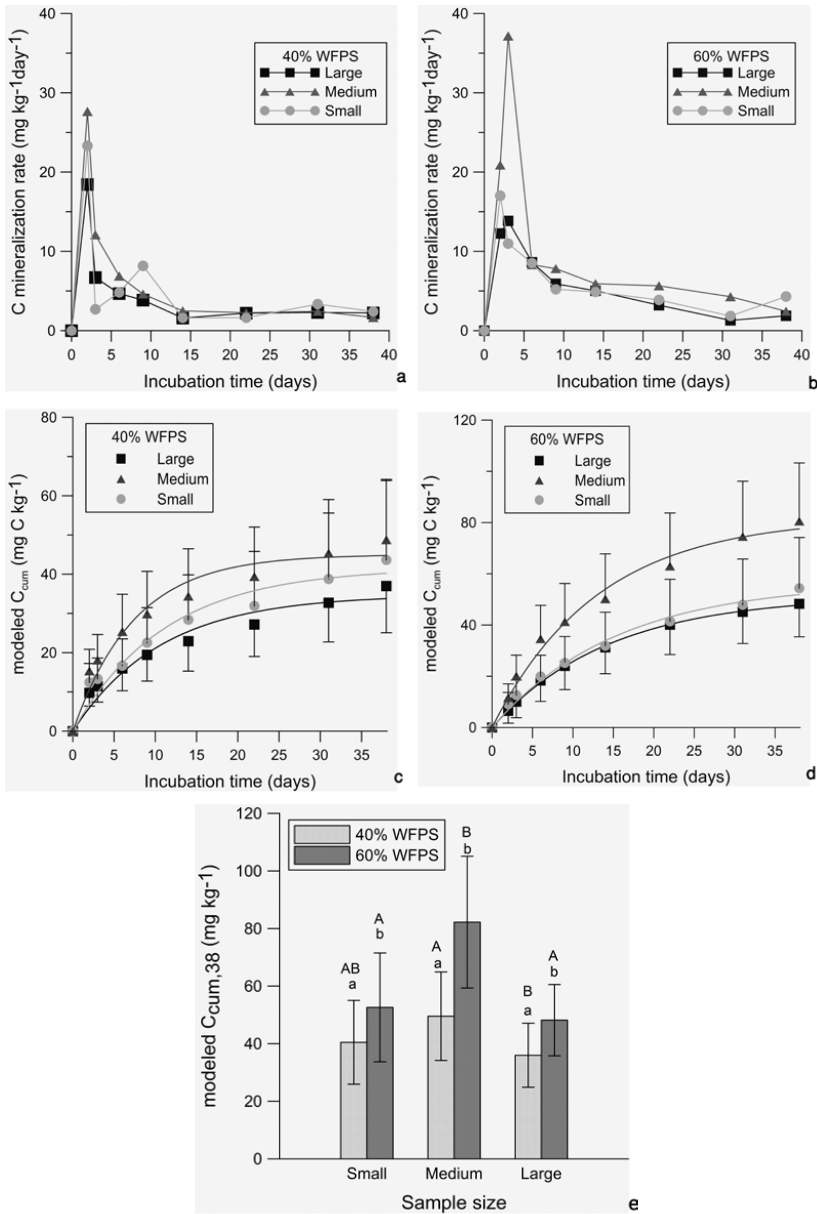 C mineralization rate (mg kg-1day-1)
40
30
20
10
0
40% WFPS
Large
Medium
Small
0 5 10 15 20 25 30 35 40
Incubation time (days)
a
C mineralization rate (mg kg-1day-1)
40
30
20
10
0
60% WFPS
Large
Medium
Small
0 5 10 15 20 25 30 35 40
Incubation time (days)
b
modeled Ccum (mg C kg-1)
80
60
40
20
0
40% WFPS
Large
Medium
Small
0 5 10 15 20 25 30 35
Incubation time (days)
c
modeled Ccum (mg C kg-1)
120
80
40
0
60% WFPS
Large
Medium
Small
0 5 10 15 20 25 30 35
Incubation time (days)
d
modeled Ccum,38 (mg kg-1)
120
100
80
60
40
20
0
40% WFPS
60% WFPS
AB
a
A
b
A
a
B
b
B
a
A
b
Small Medium Large
Sample size
e